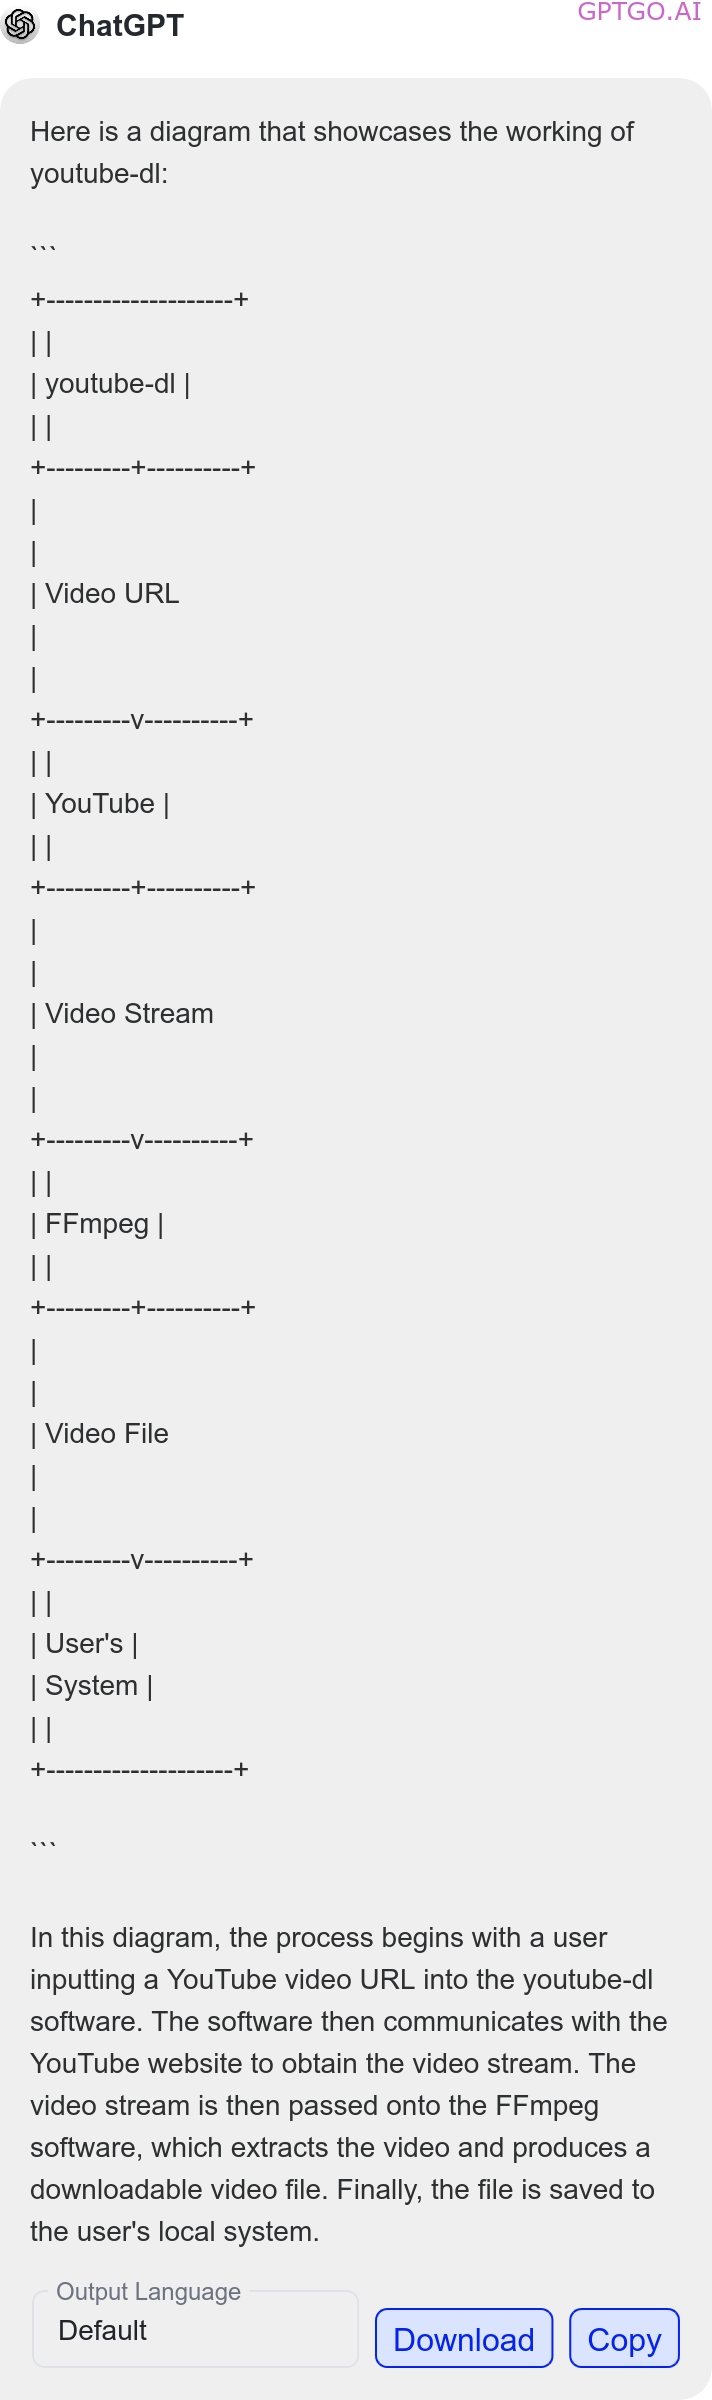 ChatGPT
GPTGO.AI
Here is a diagram that showcases the working of
youtube-dl:
```
+--------------------+
| |
| youtube-dl |
| |
+---------+----------+
|
|
| Video URL
|
|
+---------v----------+
| |
| YouTube |
| |
+---------+----------+
|
|
| Video Stream
|
|
+---------v----------+
| |
| FFmpeg |
| |
+---------+----------+
|
|
| Video File
|
|
+---------v----------+
| |
| User's |
| System |
| |
+--------------------+
```
In this diagram, the process begins with a user
inputting a YouTube video URL into the youtube-dl
software. The software then communicates with the
YouTube website to obtain the video stream. The
video stream is then passed onto the FFmpeg
software, which extracts the video and produces a
downloadable video file. Finally, the file is saved to
the user's local system.
Output Language
Default
Download
Copy